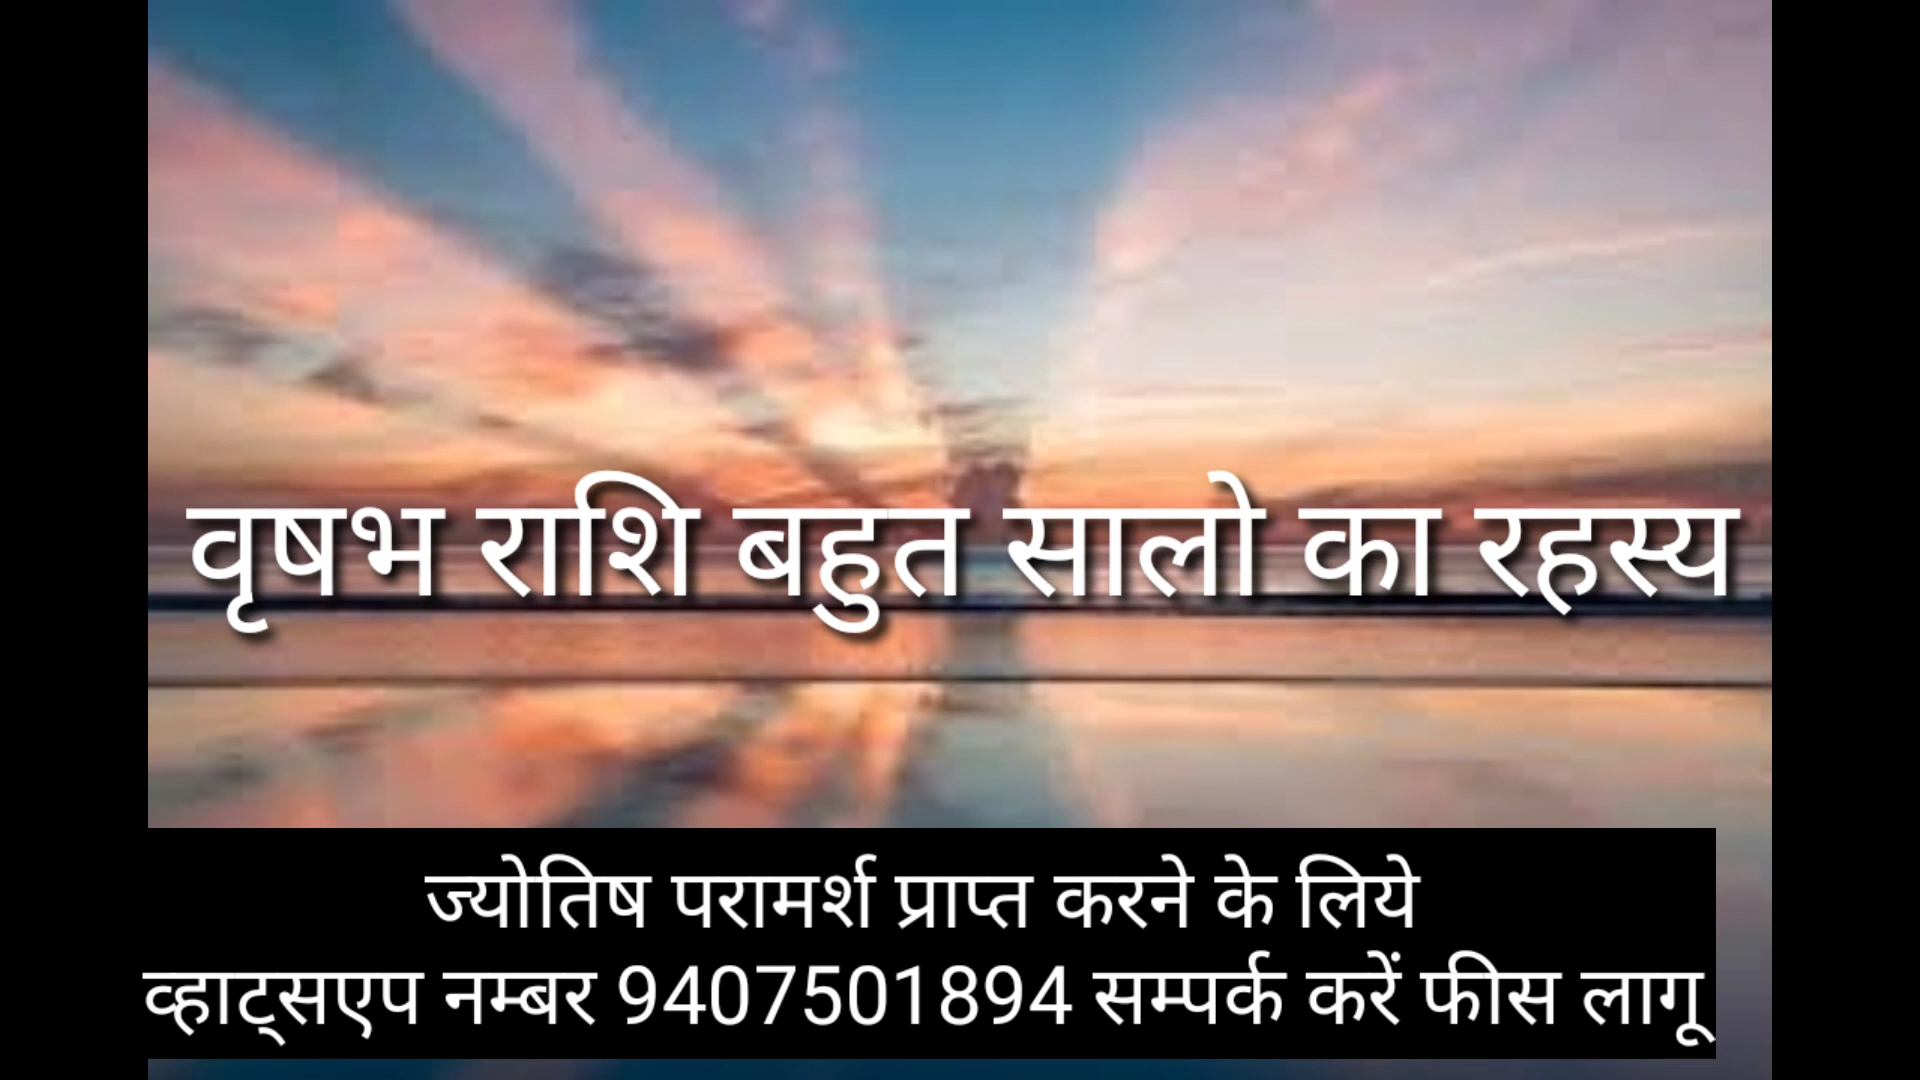 वृषभ राशि बहुत सालो का रहस्य
ज्योतिष परामर्श प्राप्त करने के लिये
व्हाट्सएप नम्बर 9407501894 सम्पर्क करें फीस लागू